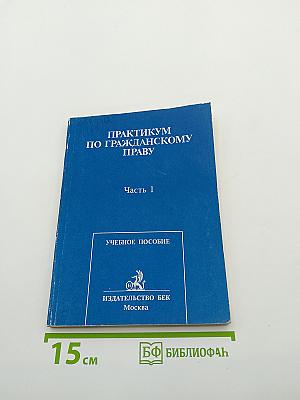 ПРАКТИКУМ
ПО ГРАЖДАНСКОМУ
ПРАВУ
Часть 1
УЧЕБНОЕ ПОСОБИЕ
ИЗДАТЕЛЬСТВО БЕК
Москва
15 см
БФ БИБЛИОФАН